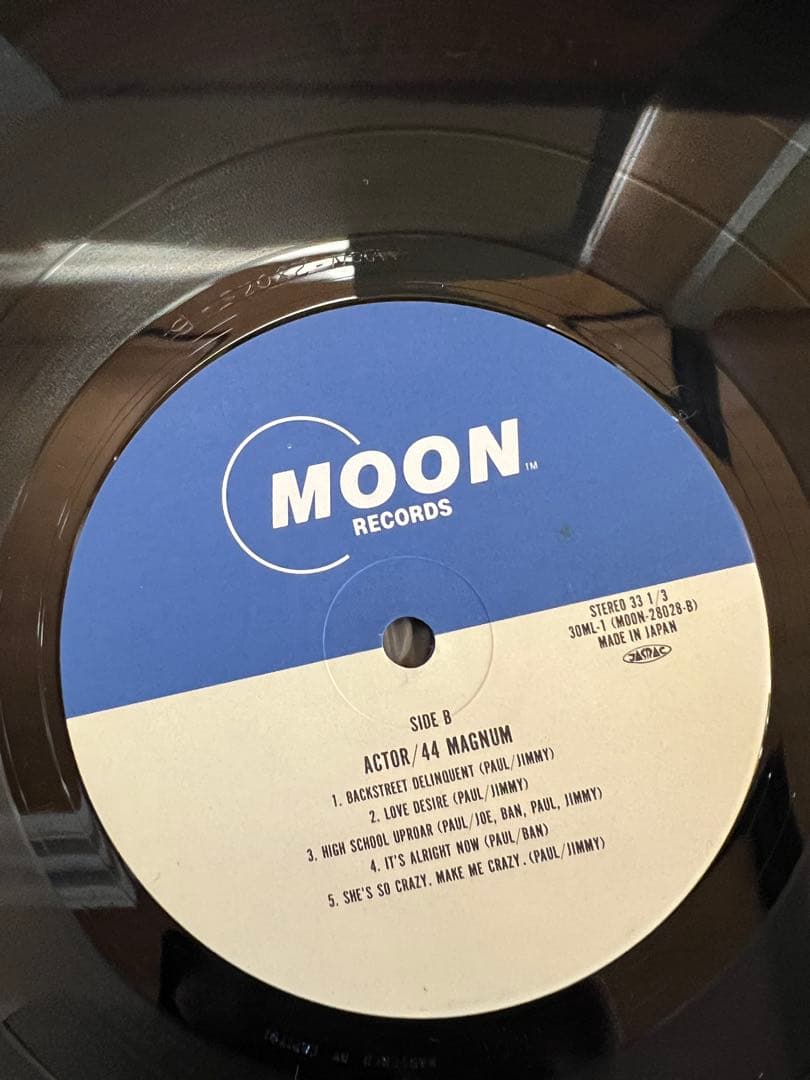 MOON
TM
RECORDS
STEREO 33 1/3
30ML-1 (MOON-28028-B)
MADE IN JAPAN
JASRAC
SIDE B
ACTOR/44 MAGNUM
1. BACKSTREET DELINQUENT (PAUL/JIMMY)
2. LOVE DESIRE (PAUL/JIMMY)
3. HIGH SCHOOL UPROAR (PAUL/JOE, BAN, PAUL, JIMMY)
4. IT'S ALRIGHT NOW (PAUL/BAN)
5. SHE'S SO CRAZY. MAKE ME CRAZY. (PAUL/JIMMY)